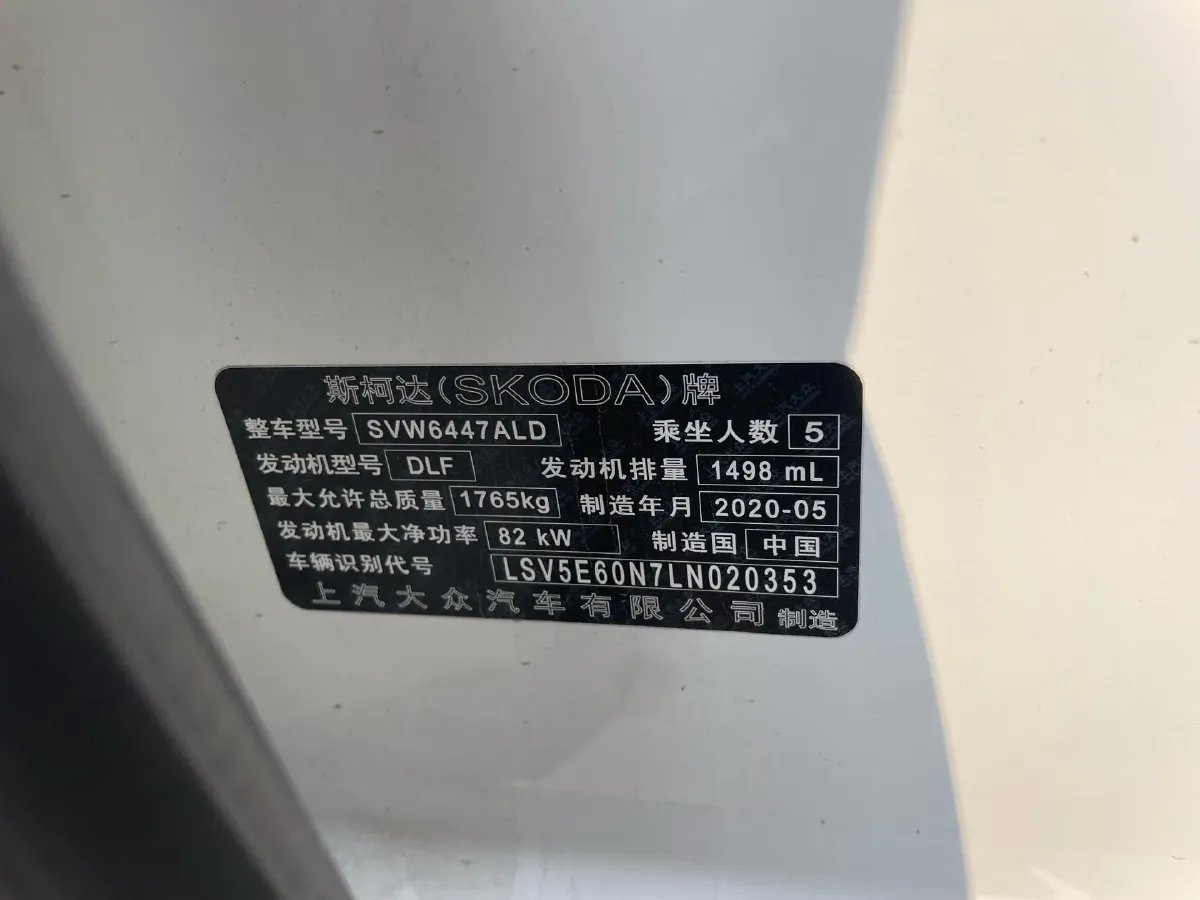 斯柯达(SKODA)牌
整车型号 SVW6447ALD 乘坐人数 5
发动机型号 DLF 发动机排量 1498 mL
最大允许总质量 1765kg 制造年月 2020-05
发动机最大净功率 82 kW 制造国 中国
车辆识别代号 LSV5E60N7LN020353
上汽大众汽车有限公司 制造